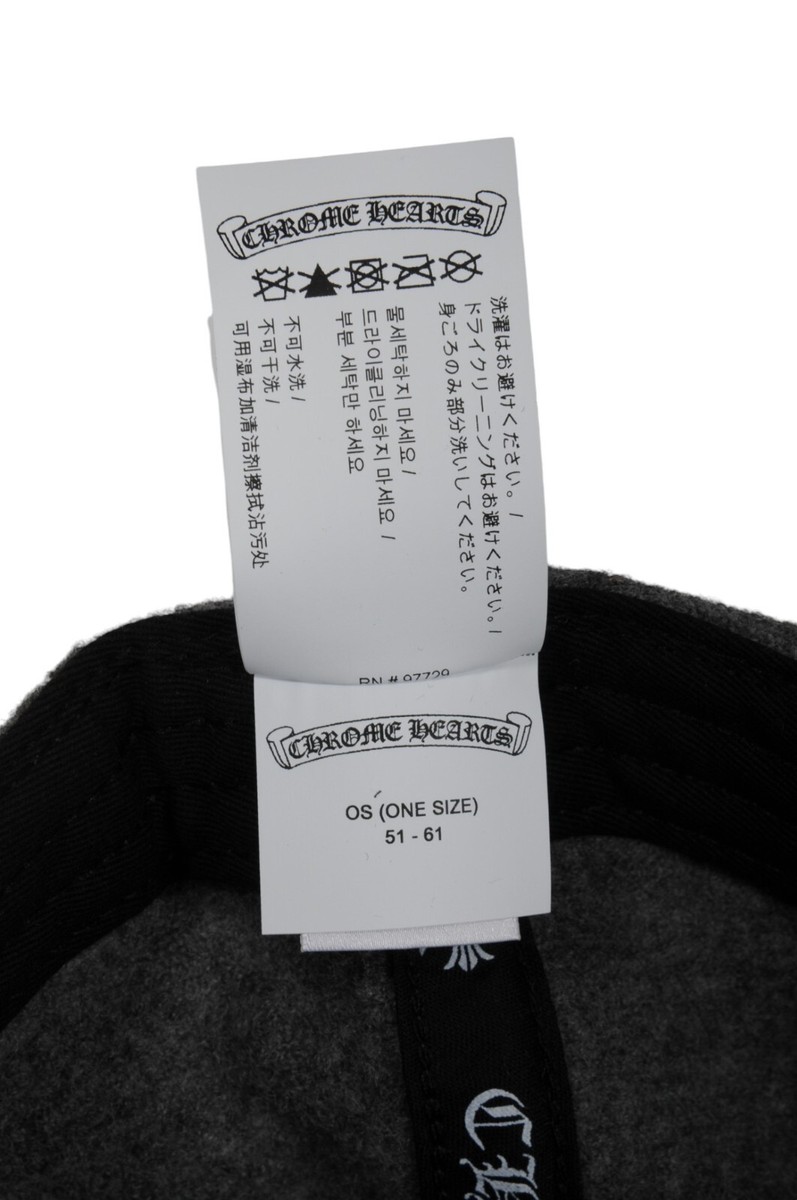 CHROME HEARTS
洗濯はお避けください。/
ドライクリーニングはお避けください。/
身ごろのみ部分洗いしてください。
물세탁하지 마세요 /
드라이클리닝하지 마세요 /
부분 세탁만 하세요
不可水洗 /
不可干洗 /
可用湿布加清洁剂擦拭沾污处
RN # 97729
CHROME HEARTS
OS (ONE SIZE)
51 - 61